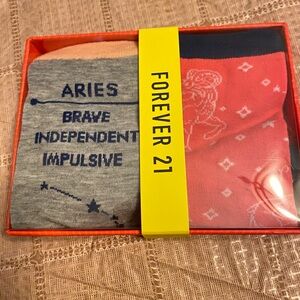 ARIES
BRAVE
INDEPENDENT
IMPULSIVE
FOREVER 21